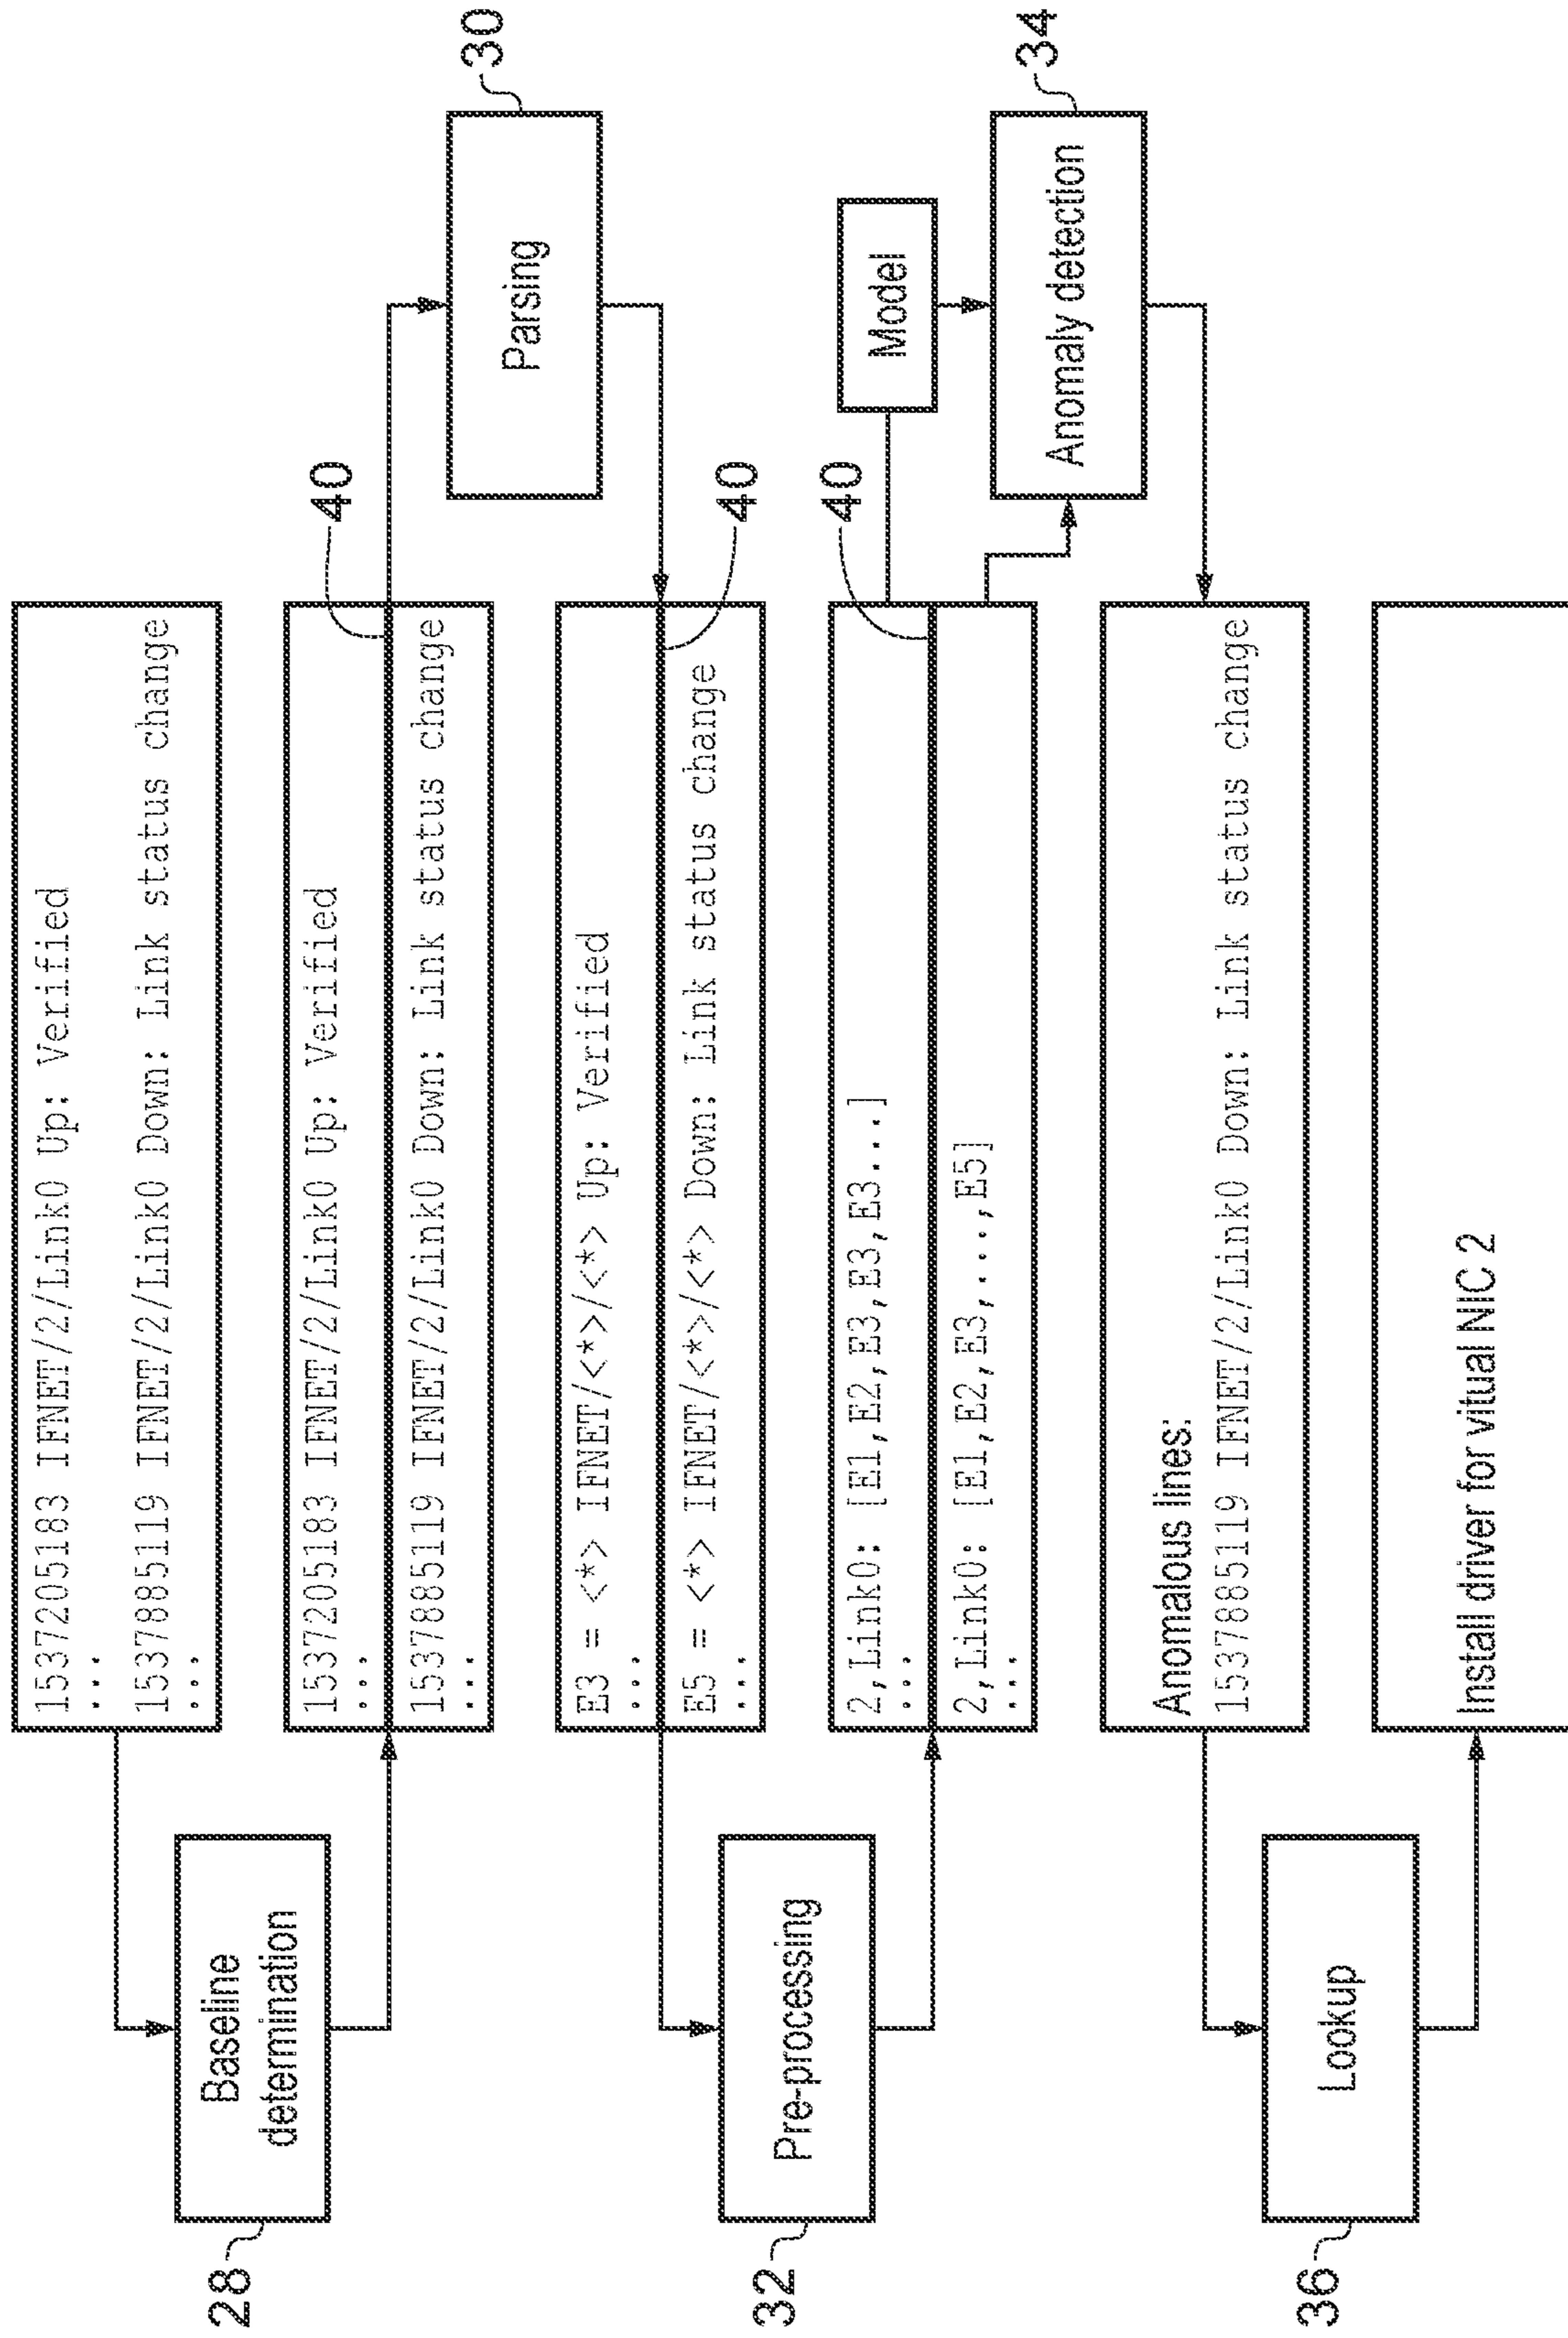 1537205183 IFNET/2/Link0 Up: Verified
...
1537885119 IFNET/2/Link0 Down: Link status change
...
Baseline
determination
28
1537205183 IFNET/2/Link0 Up: Verified
...
1537885119 IFNET/2/Link0 Down: Link status change
...
40
Parsing
30
E3 = <*> IFNET/<*>/<*> Up: Verified
...
E5 = <*> IFNET/<*>/<*> Down: Link status change
...
40
Pre-processing
32
2,Link0: [E1,E2,E3,E3,E3...]
...
2,Link0: [E1,E2,E3,...,E5]
...
40
Model
Anomaly detection
34
Anomalous lines:
1537885119 IFNET/2/Link0 Down: Link status change
Lookup
36
Install driver for vitual NIC 2